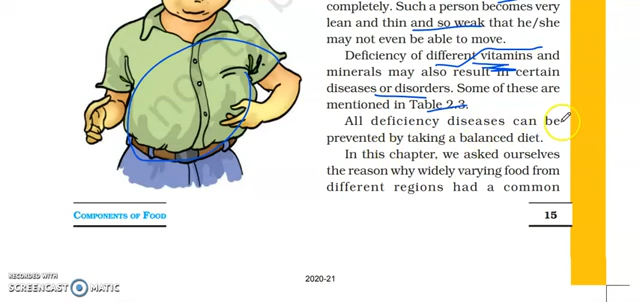 completely. Such a person becomes very
lean and thin and so weak that he/she
may not even be able to move.
Deficiency of different vitamins and
minerals may also result in certain
diseases or disorders. Some of these are
mentioned in Table 2.3.
All deficiency diseases can be
prevented by taking a balanced diet.
In this chapter, we asked ourselves
the reason why widely varying food from
different regions had a common
COMPONENTS OF FOOD
15
2020-21
RECORDED WITH
SCREENCAST MATIC